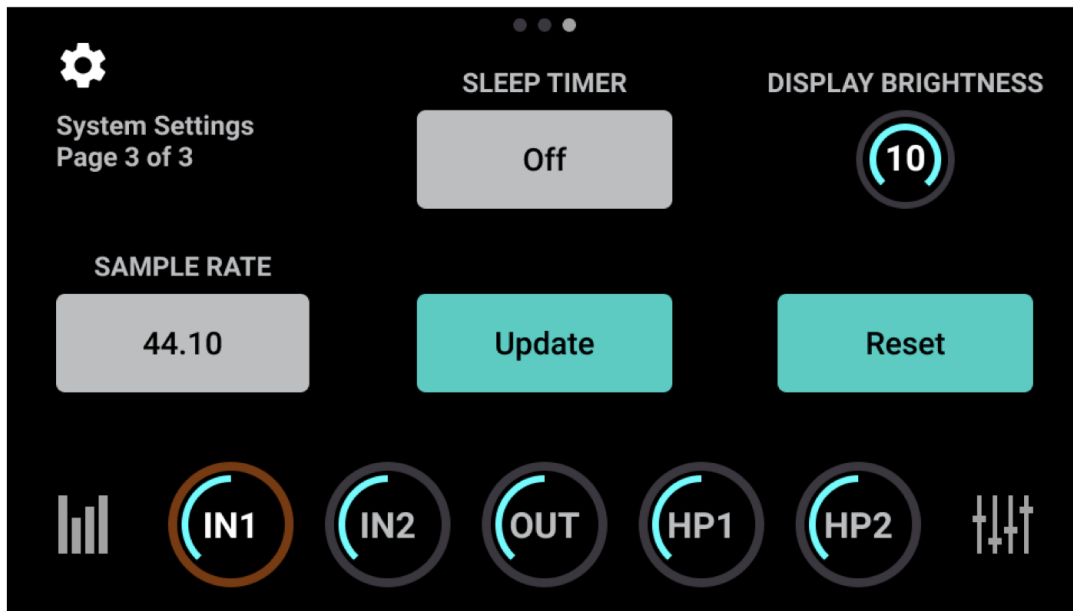 System Settings
Page 3 of 3
SLEEP TIMER
Off
DISPLAY BRIGHTNESS
10
SAMPLE RATE
44.10
Update
Reset
IN1
IN2
OUT
HP1
HP2